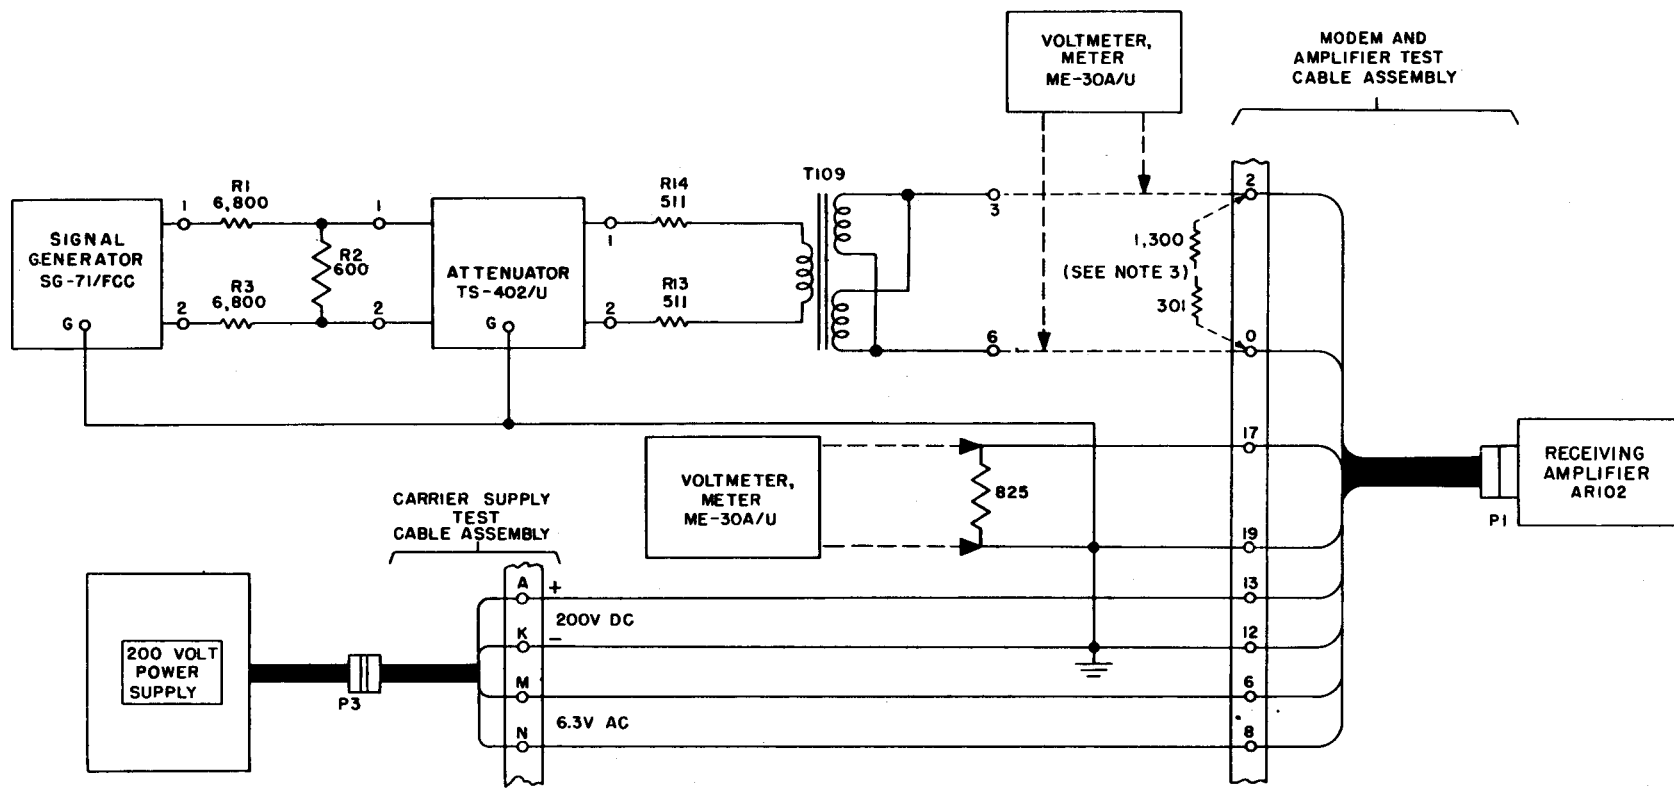 VOLTMETER,
METER
ME-30A/U
MODEM AND
AMPLIFIER TEST
CABLE ASSEMBLY
SIGNAL
GENERATOR
SG-71/FCC
G
1
R1
6,800
R2
600
R3
6,800
2
1
2
ATTENUATOR
TS-402/U
G
1
R14
511
R13
511
2
T109
3
6
1,300
(SEE NOTE 3)
301
2
0
17
19
13
12
6
8
VOLTMETER,
METER
ME-30A/U
825
RECEIVING
AMPLIFIER
AR102
P1
CARRIER SUPPLY
TEST
CABLE ASSEMBLY
200 VOLT
POWER
SUPPLY
P3
A +
200V DC
K -
M
6.3V AC
N